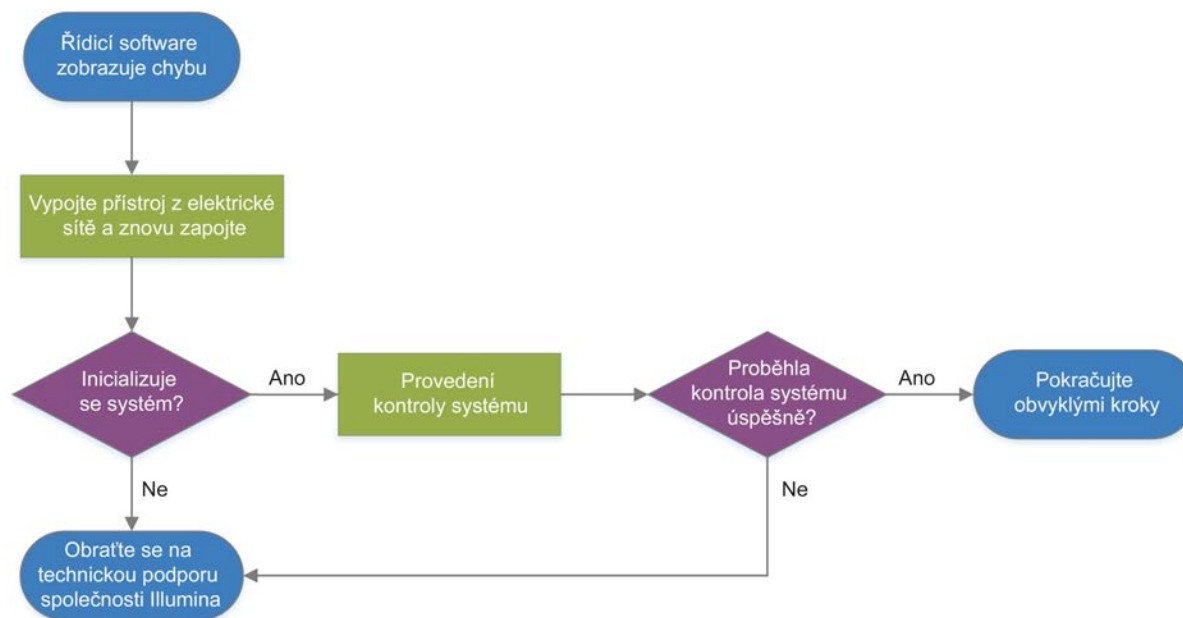 Řídicí software
zobrazuje chybu
Vypojte přístroj z elektrické
sítě a znovu zapojte
Inicializuje
se systém?
Ano
Provedení
kontroly systému
Proběhla
kontrola systému
úspěšně?
Ano
Pokračujte
obvyklými kroky
Ne
Ne
Obraťte se na
technickou podporu
společnosti Illumina